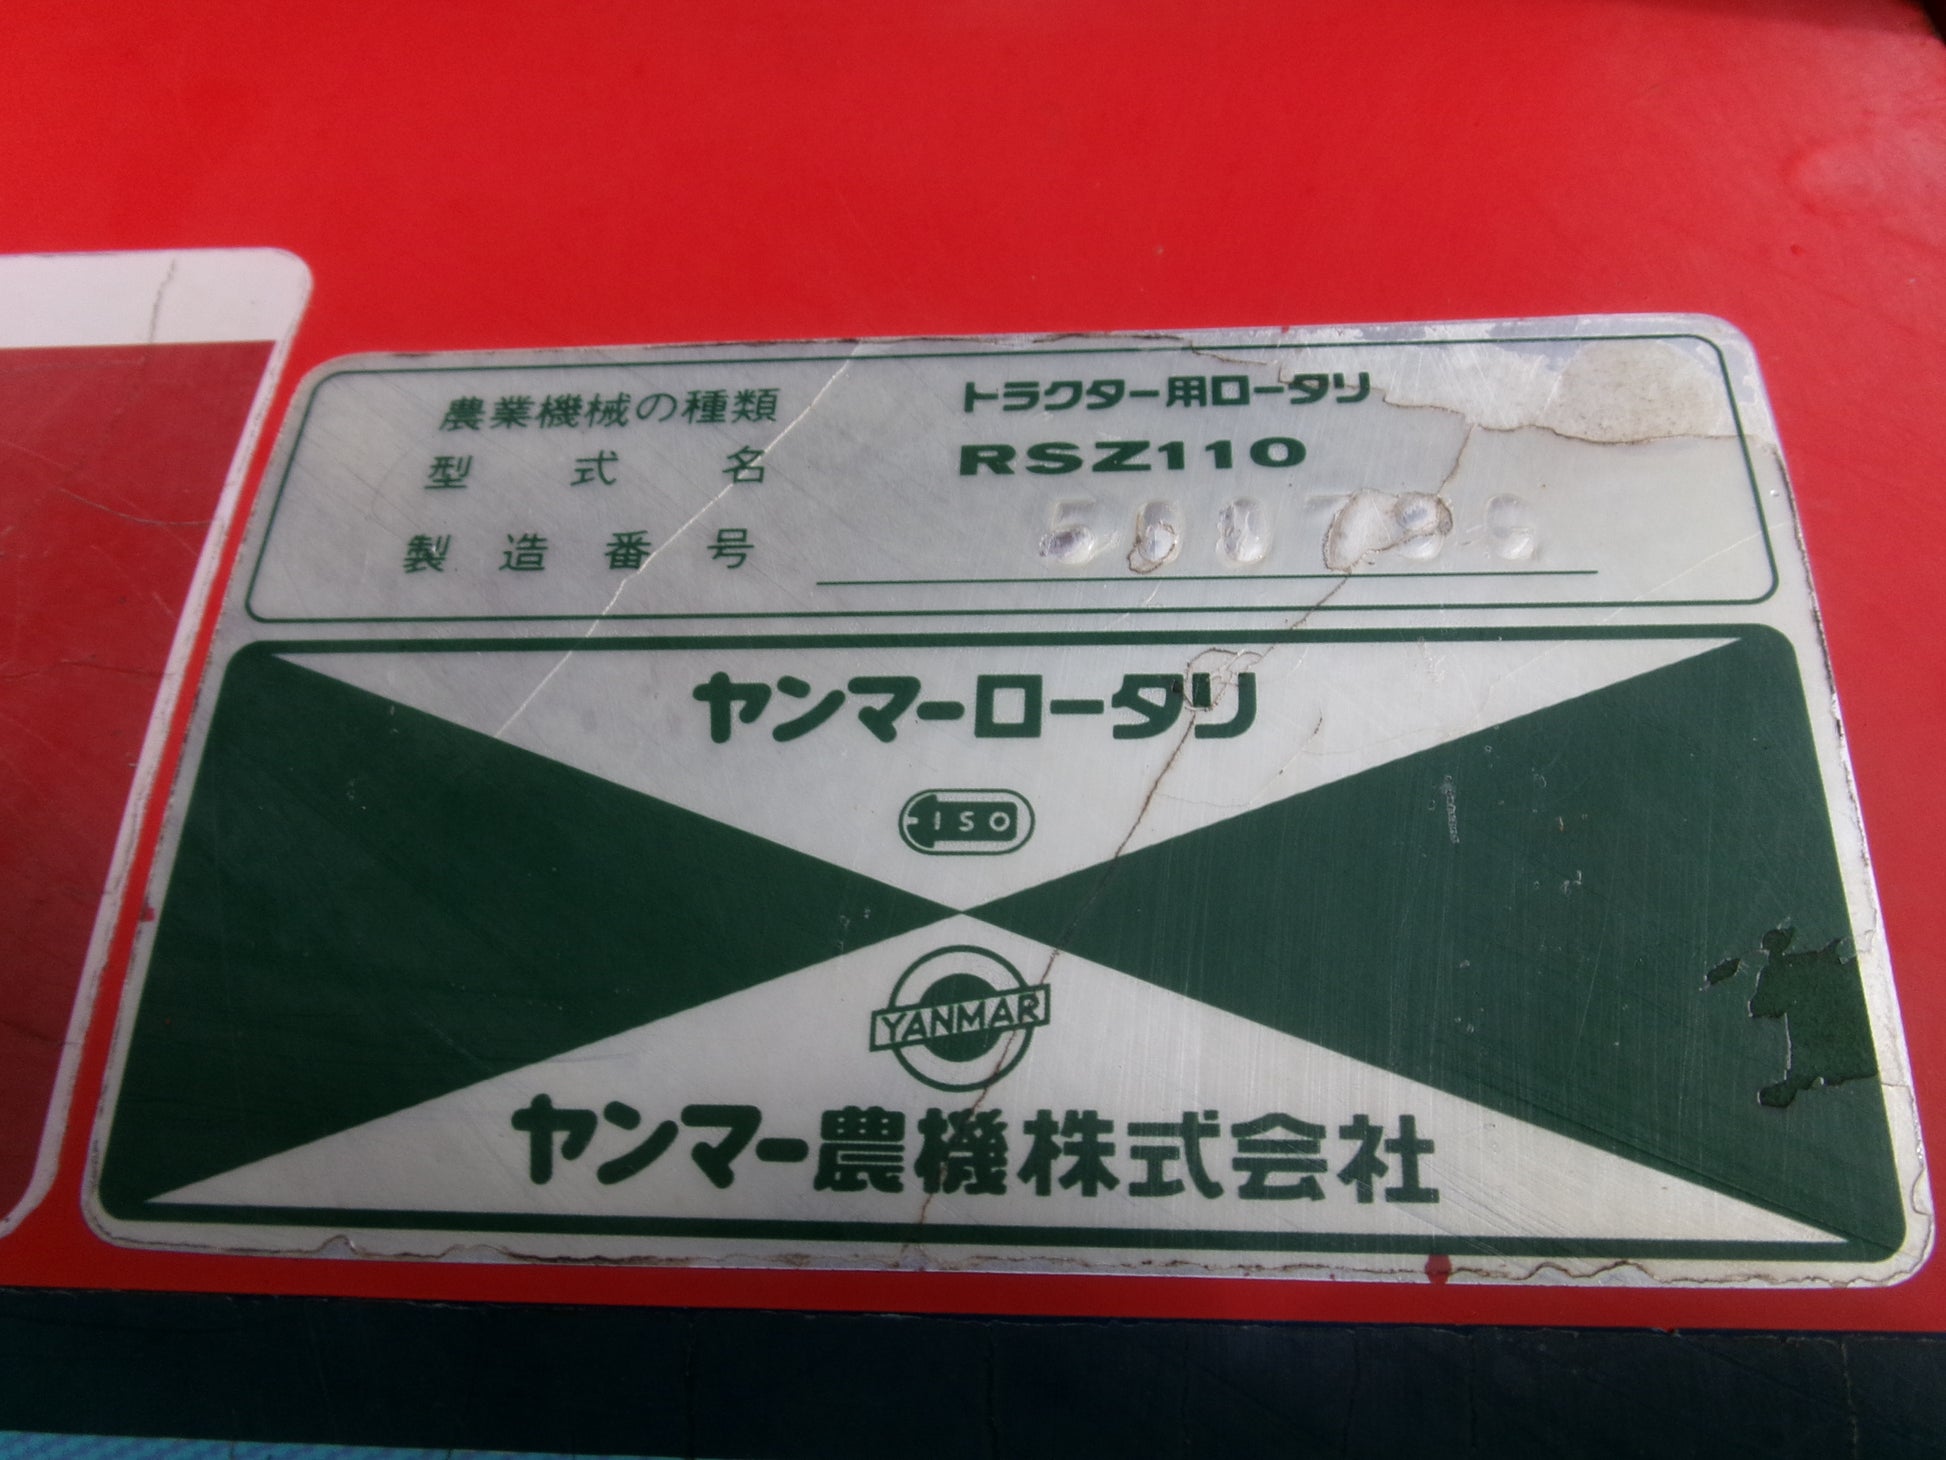 農業機械の種類 トラクター用ロータリ
型式名 RSZ110
製造番号
ヤンマーロータリ
ISO
YANMAR
ヤンマー農機株式会社